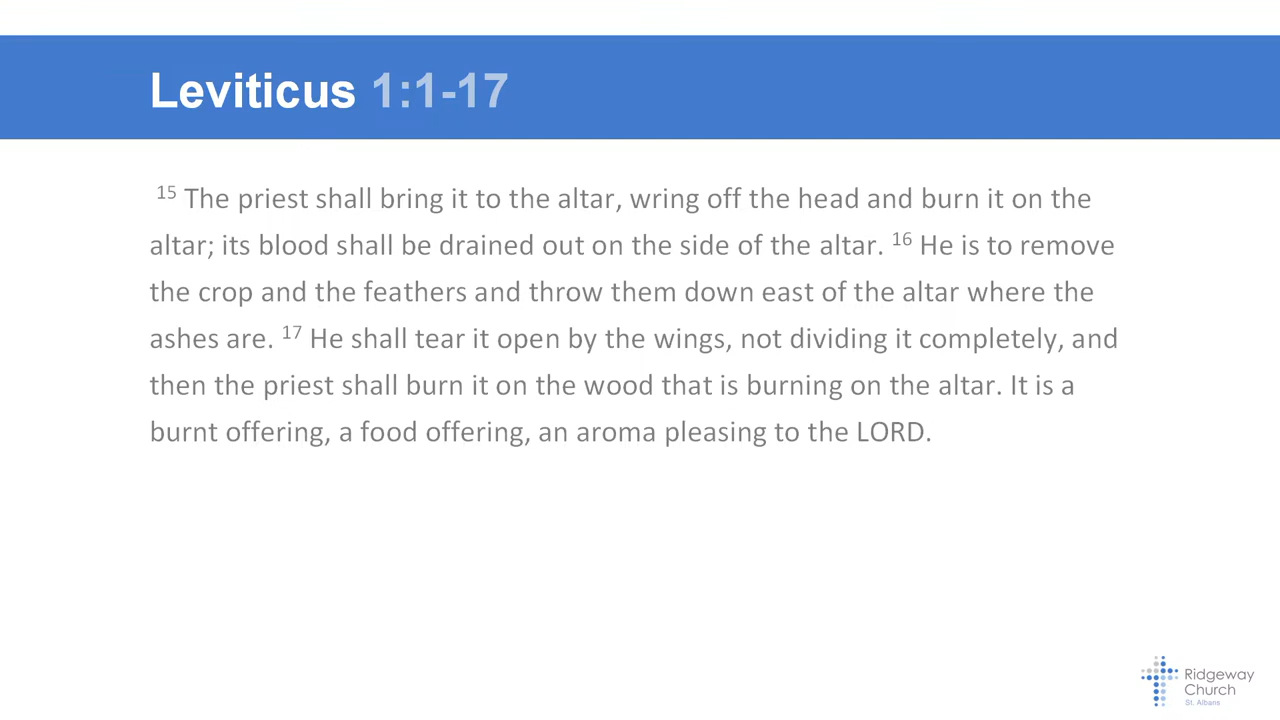 Leviticus 1:1-17
15 The priest shall bring it to the altar, wring off the head and burn it on the
altar; its blood shall be drained out on the side of the altar. 16 He is to remove
the crop and the feathers and throw them down east of the altar where the
ashes are. 17 He shall tear it open by the wings, not dividing it completely, and
then the priest shall burn it on the wood that is burning on the altar. It is a
burnt offering, a food offering, an aroma pleasing to the LORD.
Ridgeway
Church
St. Albans